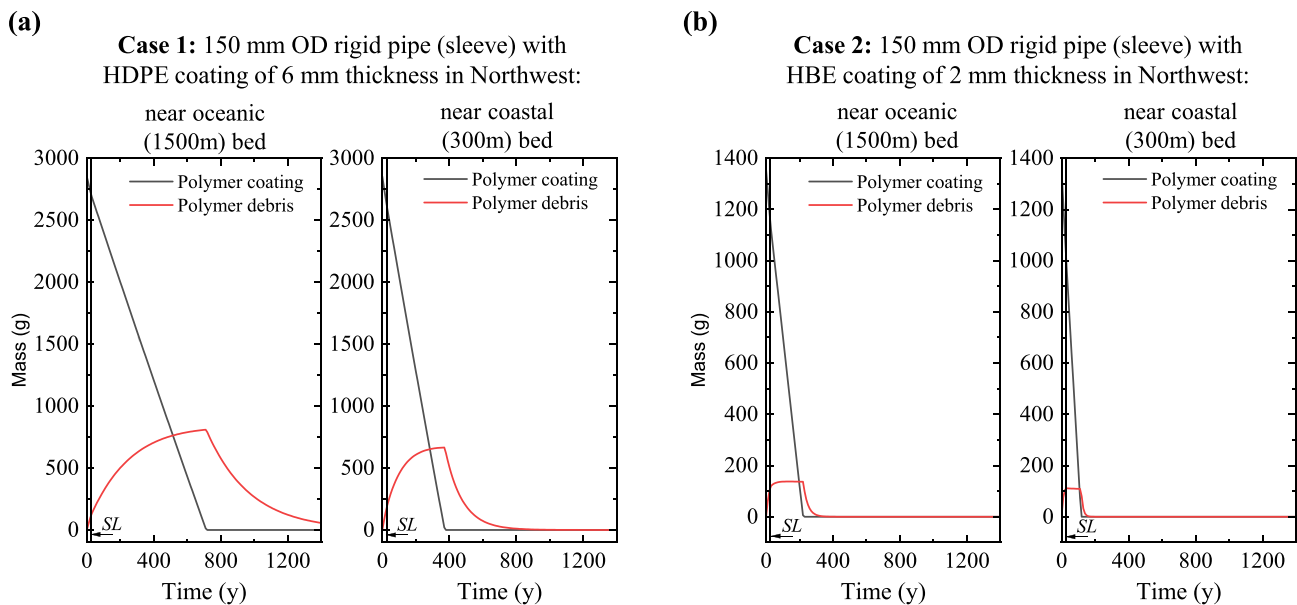 (a)
Case 1: 150 mm OD rigid pipe (sleeve) with
HDPE coating of 6 mm thickness in Northwest:
near oceanic
(1500m) bed
3000
2500
2000
1500
1000
500
0
Mass (g)
Polymer coating
Polymer debris
SL
0
400
800
1200
Time (y)
near coastal
(300m) bed
3000
2500
2000
1500
1000
500
0
Polymer coating
Polymer debris
SL
0
400
800
1200
Time (y)
(b)
Case 2: 150 mm OD rigid pipe (sleeve) with
HBE coating of 2 mm thickness in Northwest:
near oceanic
(1500m) bed
1400
1200
1000
800
600
400
200
0
Mass (g)
Polymer coating
Polymer debris
SL
0
400
800
1200
Time (y)
near coastal
(300m) bed
1400
1200
1000
800
600
400
200
0
Polymer coating
Polymer debris
SL
0
400
800
1200
Time (y)